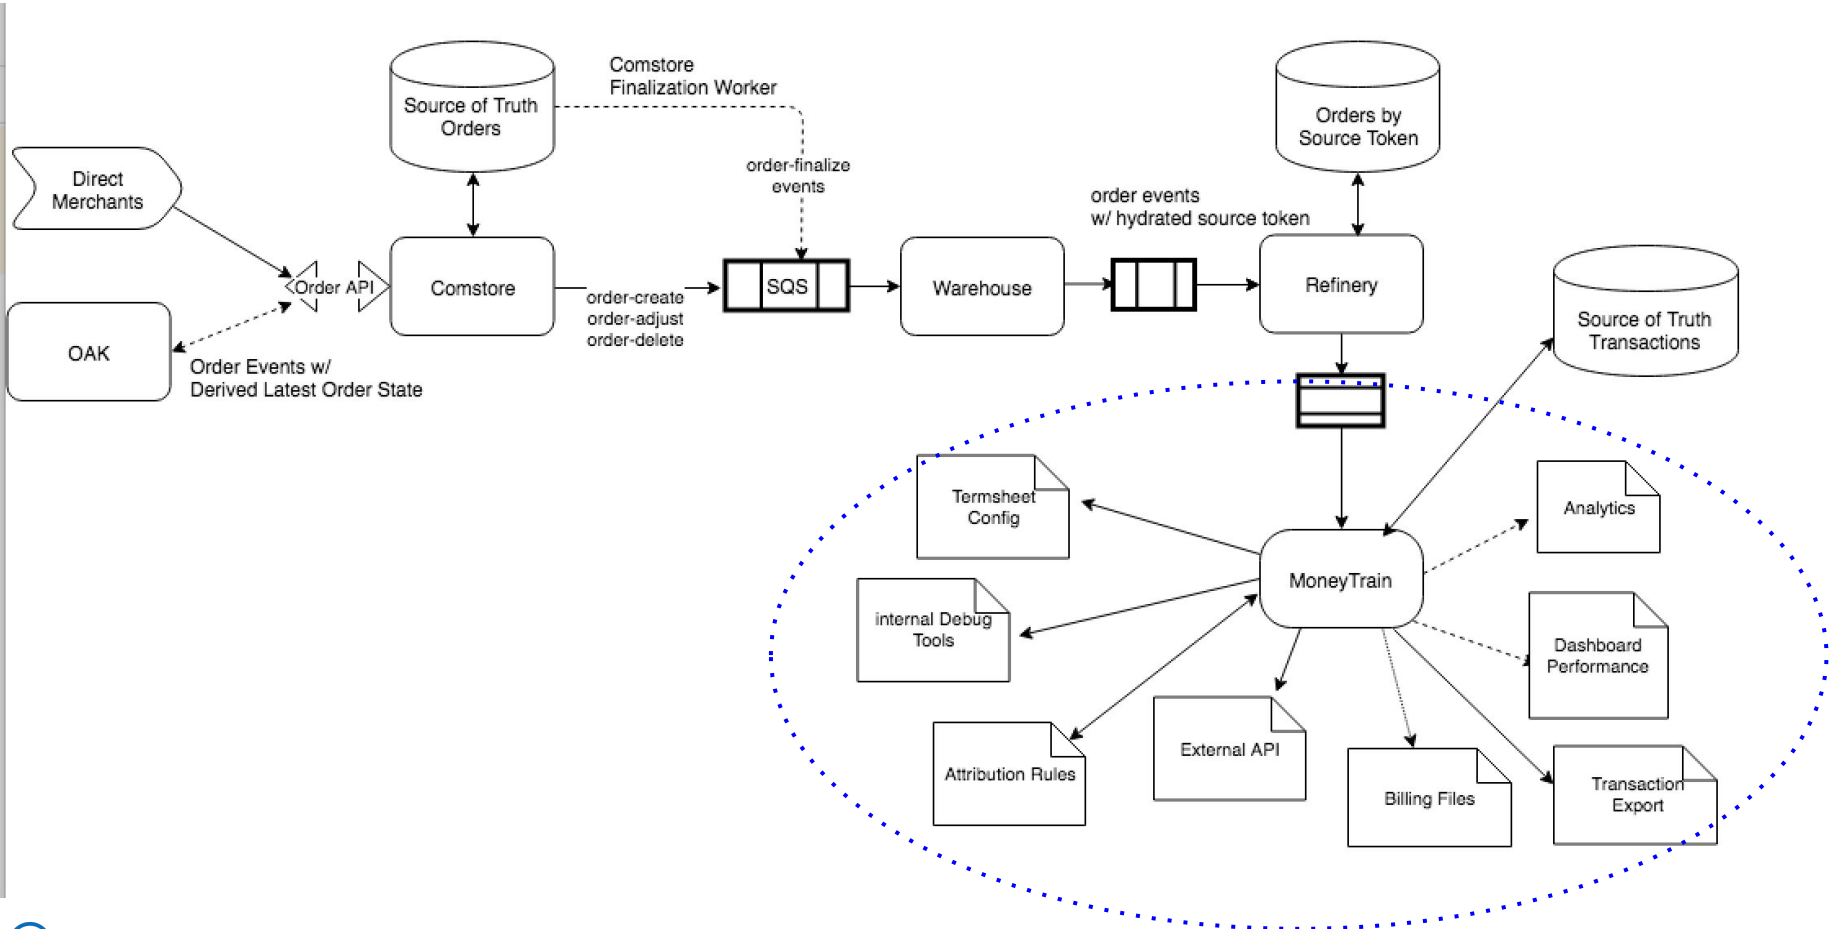 Comstore
Finalization Worker
Source of Truth
Orders
Orders by
Source Token
order-finalize
events
Direct
Merchants
order events
w/ hydrated source token
Order API
Comstore
order-create
order-adjust
order-delete
SQS
Warehouse
Refinery
Source of Truth
Transactions
OAK
Order Events w/
Derived Latest Order State
Termsheet
Config
Analytics
MoneyTrain
internal Debug
Tools
Dashboard
Performance
Attribution Rules
External API
Billing Files
Transaction
Export